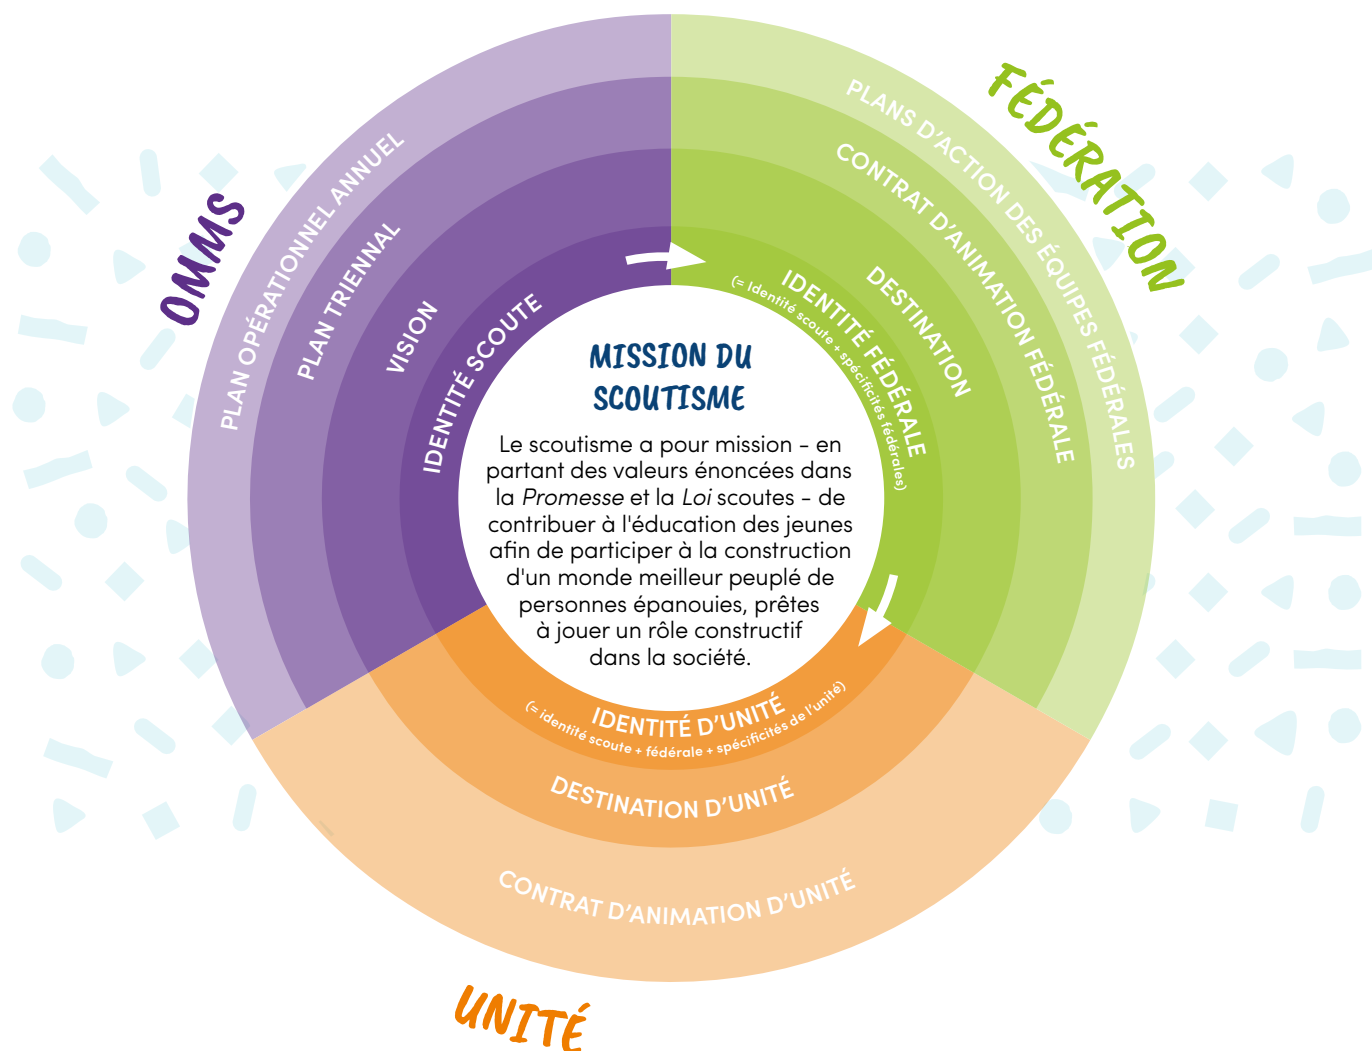 OMMS
PLAN OPÉRATIONNEL ANNUEL
PLAN TRIENNAL
VISION
IDENTITÉ SCOUTE
FÉDÉRATION
PLANS D’ACTION DES ÉQUIPES FÉDÉRALES
CONTRAT D’ANIMATION FÉDÉRALE
DESTINATION
IDENTITÉ FÉDÉRALE
(= Identité scoute + spécificités fédérales)
MISSION DU
SCOUTISME
Le scoutisme a pour mission - en
partant des valeurs énoncées dans
la Promesse et la Loi scoutes - de
contribuer à l'éducation des jeunes
afin de participer à la construction
d'un monde meilleur peuplé de
personnes épanouies, prêtes
à jouer un rôle constructif
dans la société.
IDENTITÉ D’UNITÉ
(= identité scoute + fédérale + spécificités de l’unité)
DESTINATION D’UNITÉ
CONTRAT D’ANIMATION D’UNITÉ
UNITÉ